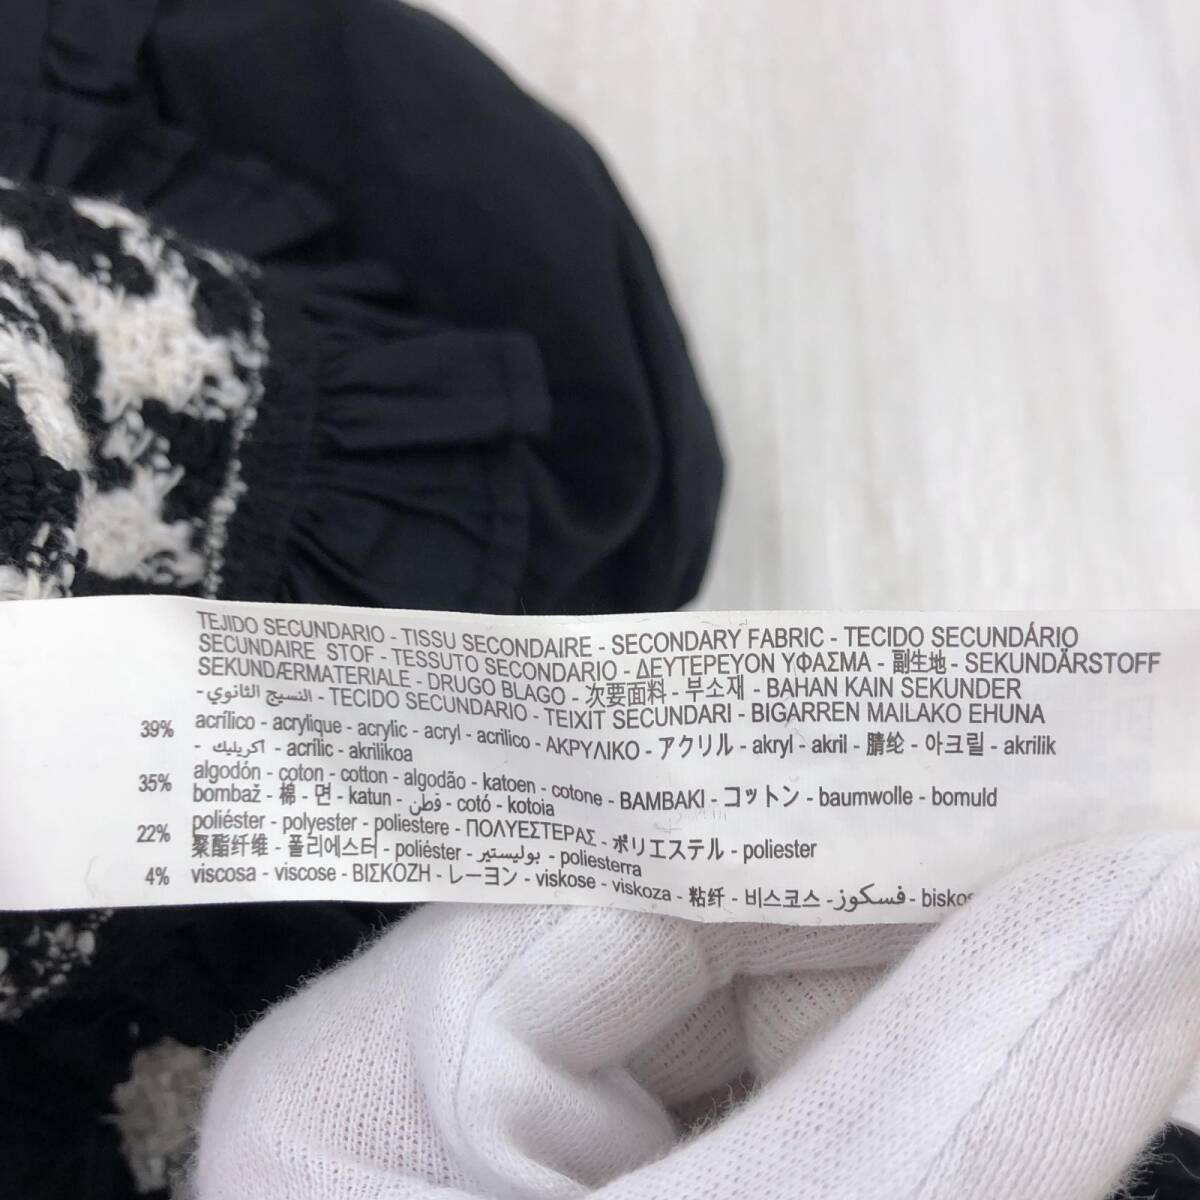 TEJIDO SECUNDARIO - TISSU SECONDAIRE - SECONDARY FABRIC - TECIDO SECUNDÁRIO
SECUNDAIRE STOF - TESSUTO SECONDARIO - ΔΕΥΤΕΡΕΥΟΝ ΥΦΑΣΜΑ - 副生地 - SEKUNDÄRSTOFF
SEKUNDÆRMATERIALE - DRUGO BLAGO - 次要面料 - 부소재 - BAHAN KAIN SEKUNDER
- النسيج الثانوي - TECIDO SECUNDARIO - TEIXIT SECUNDARI - BIGARREN MAILAKO EHUNA
39% acrílico - acrylique - acrylic - acryl - acrilico - ΑΚΡΥΛΙΚΟ - アクリル - akryl - akril - 腈纶 - 아크릴 - akrilik
- اكريليك - acrílic - akrilikoa
35% algodón - coton - cotton - algodão - katoen - cotone - ΒΑΜΒΑΚΙ - コットン - baumwolle - bomuld
bombaž - 棉 - 면 - katun - قطن - cotó - kotoia
22% poliéster - polyester - poliestere - ΠΟΛΥΕΣΤΕΡΑΣ - ポリエステル - poliester
聚酯纤维 - 폴리에스터 - polièster - بوليستير - poliesterra
4% viscosa - viscose - ΒΙΣΚΟΖΗ - レーヨン - viskose - viskoza - 粘纤 - 비스코스 - فسكوز -